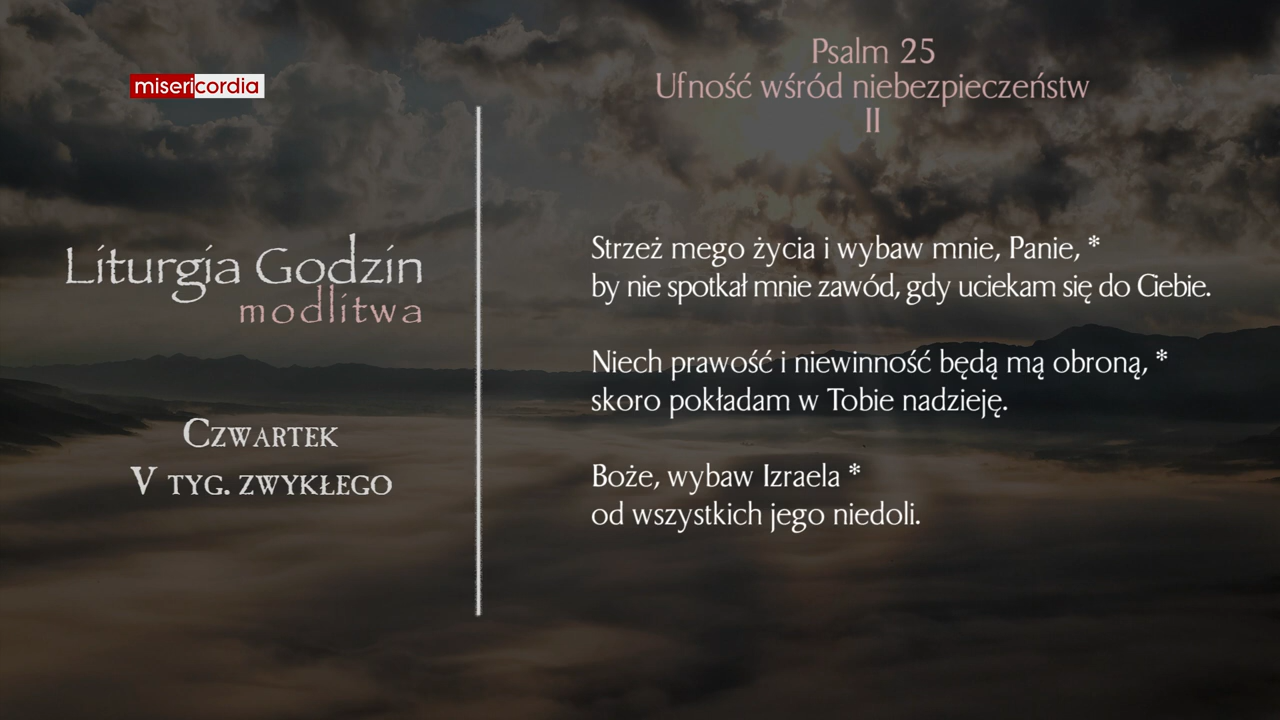 misericordia
Liturgia Godzin
modlitwa
Czwartek
V tyg. zwykłego
Psalm 25
Ufność wśród niebezpieczeństw
II
Strzeż mego życia i wybaw mnie, Panie, *
by nie spotkał mnie zawód, gdy uciekam się do Ciebie.
Niech prawość i niewinność będą mą obroną, *
skoro pokładam w Tobie nadzieję.
Boże, wybaw Izraela *
od wszystkich jego niedoli.